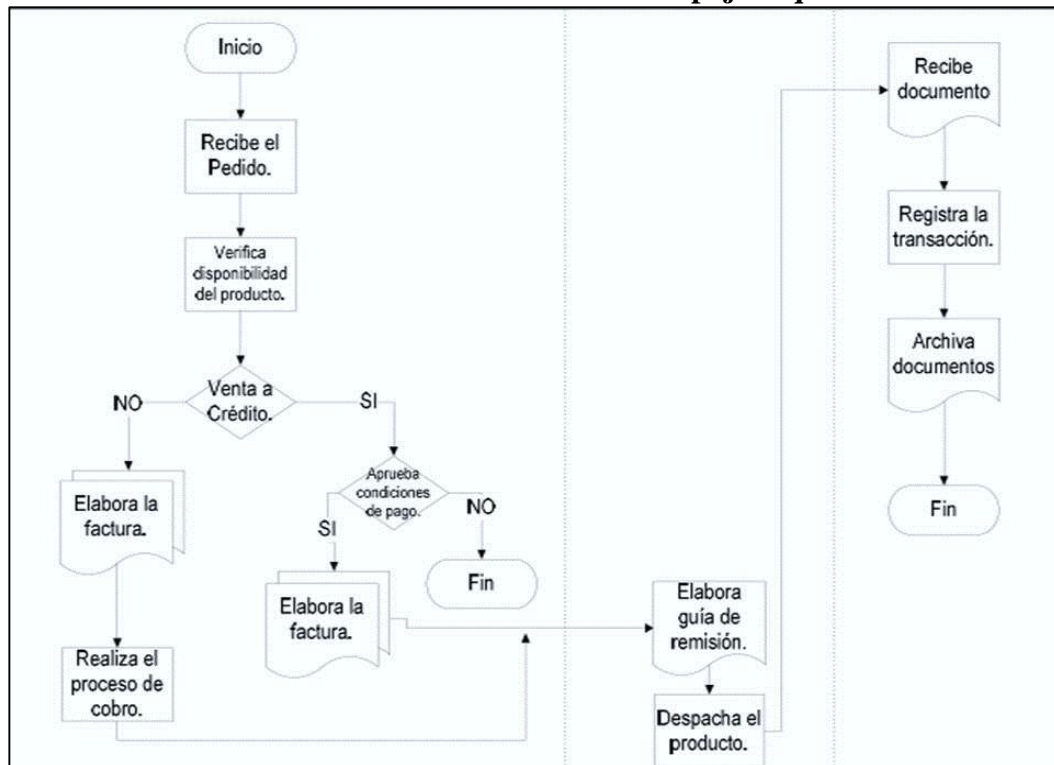 Inicio
Recibe el
Pedido.
Verifica
disponibilidad
del producto.
Venta a
Crédito.
NO
SI
Elabora la
factura.
Realiza el
proceso de
cobro.
Aprueba
condiciones
de pago.
SI
NO
Elabora la
factura.
Fin
Elabora
guía de
remisión.
Despacha el
producto.
Recibe
documento
Registra la
transacción.
Archiva
documentos
Fin